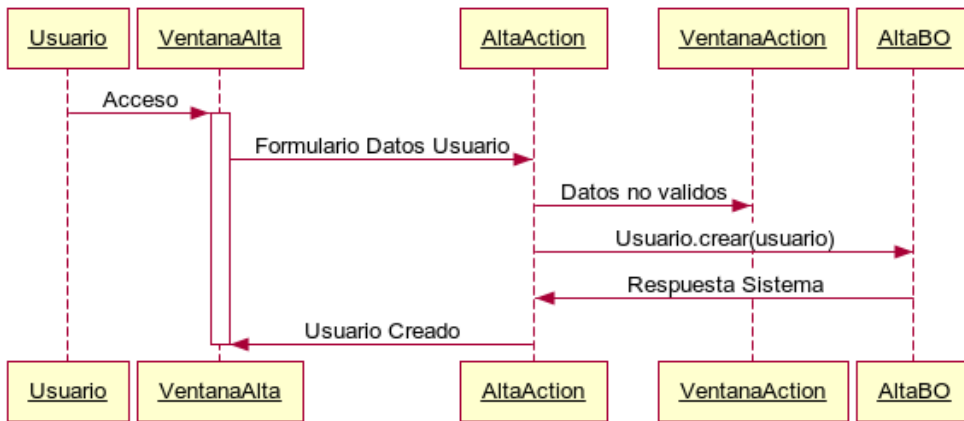 Usuario
VentanaAlta
AltaAction
VentanaAction
AltaBO
Acceso
Formulario Datos Usuario
Datos no validos
Usuario.crear(usuario)
Respuesta Sistema
Usuario Creado
Usuario
VentanaAlta
AltaAction
VentanaAction
AltaBO